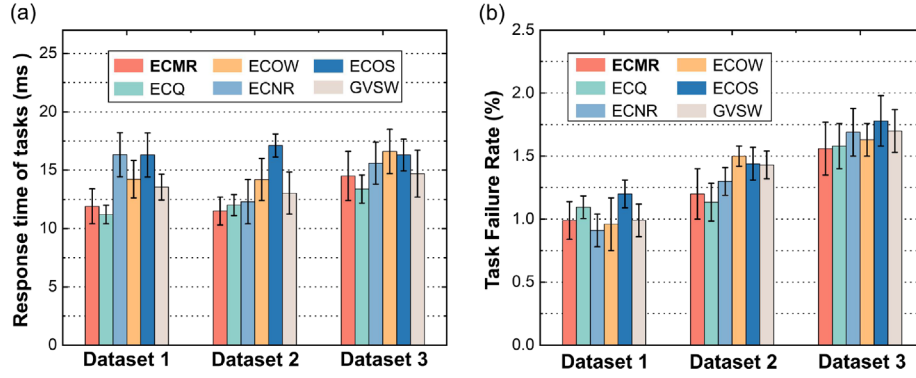 (a)
Response time of tasks (ms)
25
20
15
10
5
0
ECMR ECOW ECOS
ECQ ECNR GVSW
Dataset 1 Dataset 2 Dataset 3
(b)
Task Failure Rate (%)
2.5
2.0
1.5
1.0
0.5
0.0
ECMR ECOW
ECQ ECOS
ECNR GVSW
Dataset 1 Dataset 2 Dataset 3